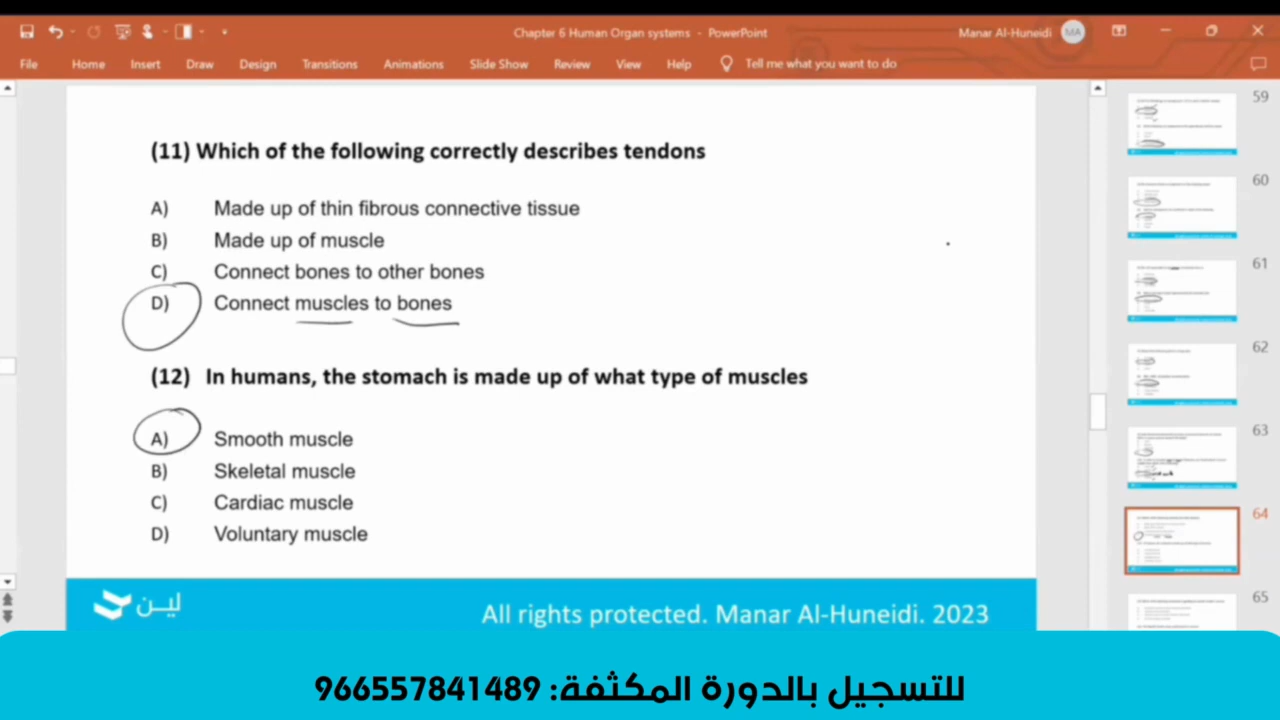 Chapter 6 Human Organ systems - PowerPoint
Manar Al-Huneidi
MA
File Home Insert Draw Design Transitions Animations Slide Show Review View Help Tell me what you want to do
(11) Which of the following correctly describes tendons
A) Made up of thin fibrous connective tissue
B) Made up of muscle
C) Connect bones to other bones
D) Connect muscles to bones
(12) In humans, the stomach is made up of what type of muscles
A) Smooth muscle
B) Skeletal muscle
C) Cardiac muscle
D) Voluntary muscle
لين
All rights protected. Manar Al-Huneidi. 2023
59
60
61
62
63
64
65
للتسجيل بالدورة المكثفة: 966557841489